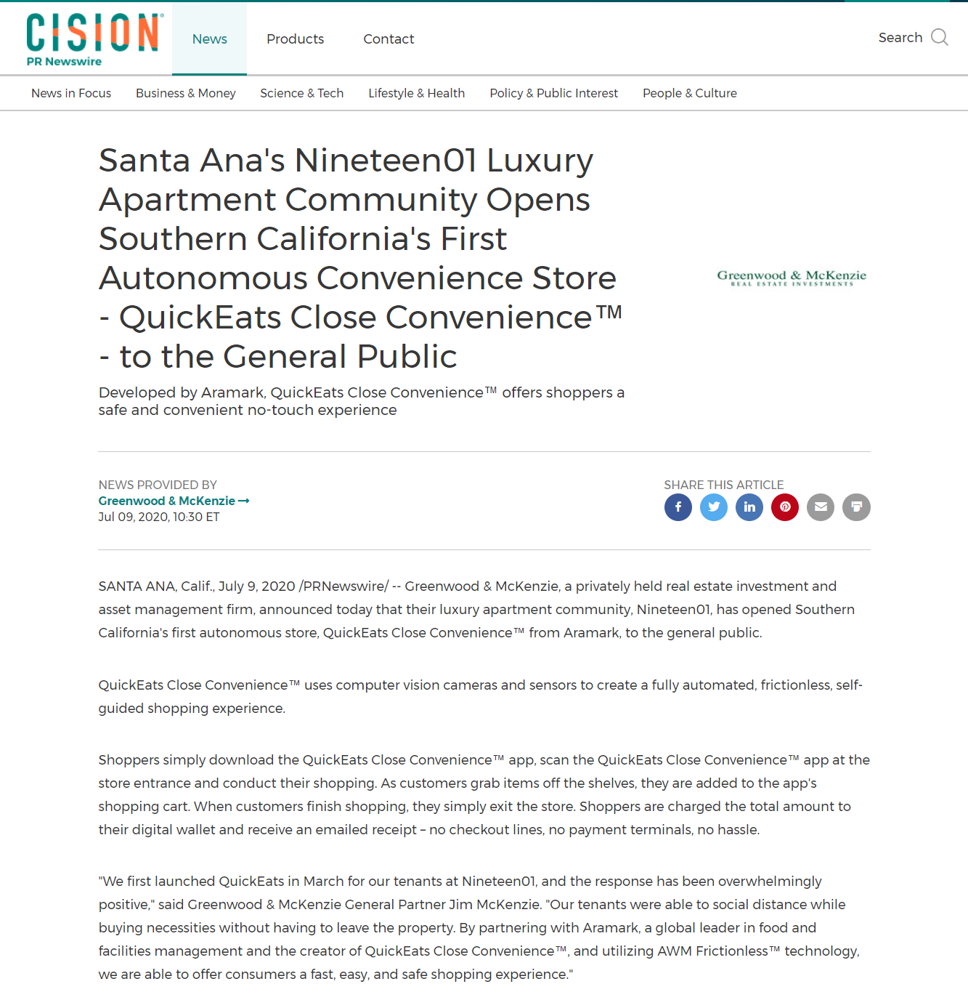 CISION®
PR Newswire
News
Products
Contact
Search
News in Focus
Business & Money
Science & Tech
Lifestyle & Health
Policy & Public Interest
People & Culture
Santa Ana's Nineteen01 Luxury
Apartment Community Opens
Southern California's First
Autonomous Convenience Store
- QuickEats Close Convenience™
- to the General Public
Greenwood & McKenzie
REAL ESTATE INVESTMENTS
Developed by Aramark, QuickEats Close Convenience™ offers shoppers a
safe and convenient no-touch experience
NEWS PROVIDED BY
Greenwood & McKenzie →
Jul 09, 2020, 10:30 ET
SHARE THIS ARTICLE
SANTA ANA, Calif., July 9, 2020 /PRNewswire/ -- Greenwood & McKenzie, a privately held real estate investment and
asset management firm, announced today that their luxury apartment community, Nineteen01, has opened Southern
California's first autonomous store, QuickEats Close Convenience™ from Aramark, to the general public.
QuickEats Close Convenience™ uses computer vision cameras and sensors to create a fully automated, frictionless, self-
guided shopping experience.
Shoppers simply download the QuickEats Close Convenience™ app, scan the QuickEats Close Convenience™ app at the
store entrance and conduct their shopping. As customers grab items off the shelves, they are added to the app's
shopping cart. When customers finish shopping, they simply exit the store. Shoppers are charged the total amount to
their digital wallet and receive an emailed receipt – no checkout lines, no payment terminals, no hassle.
"We first launched QuickEats in March for our tenants at Nineteen01, and the response has been overwhelmingly
positive," said Greenwood & McKenzie General Partner Jim McKenzie. "Our tenants were able to social distance while
buying necessities without having to leave the property. By partnering with Aramark, a global leader in food and
facilities management and the creator of QuickEats Close Convenience™, and utilizing AWM Frictionless™ technology,
we are able to offer consumers a fast, easy, and safe shopping experience."